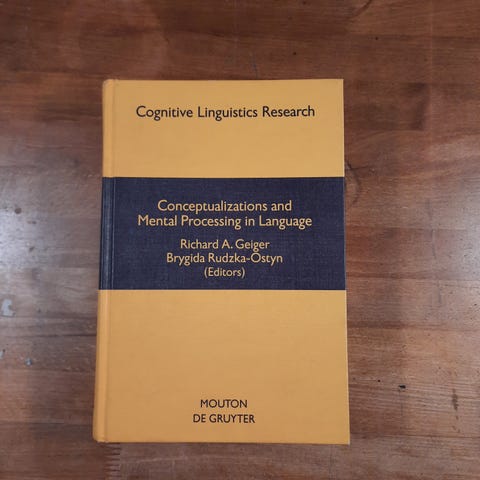 Cognitive Linguistics Research
Conceptualizations and
Mental Processing in Language
Richard A. Geiger
Brygida Rudzka-Ostyn
(Editors)
MOUTON
DE GRUYTER